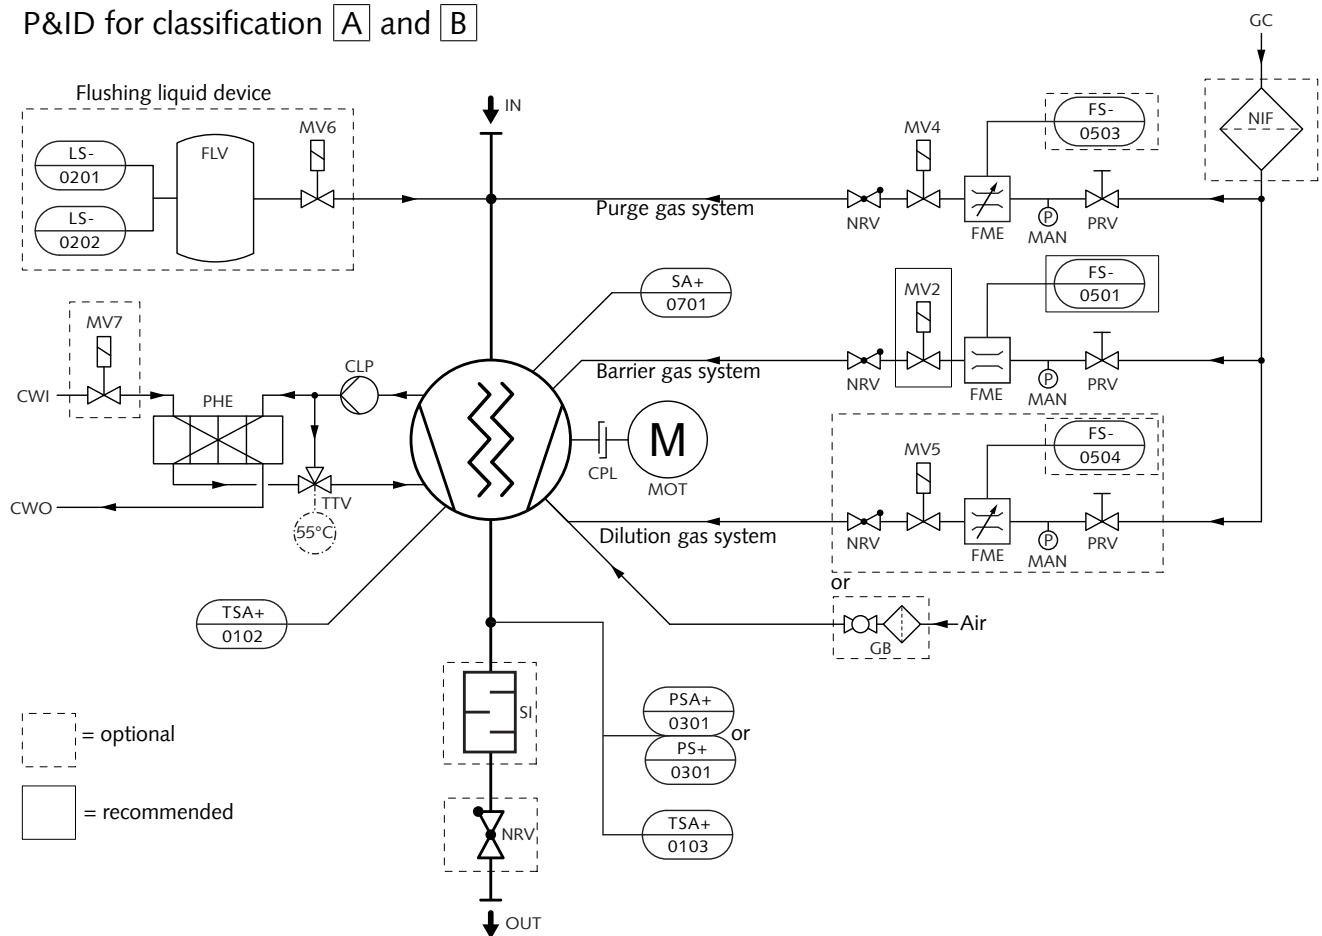 P&ID for classification A and B
GC
Flushing liquid device
IN
FS-
0503
NIF
MV6
MV4
LS-
0201
FLV
LS-
0202
Purge gas system
NRV
FME
P
MAN
PRV
SA+
0701
FS-
0501
MV2
MV7
CLP
Barrier gas system
NRV
FME
P
MAN
PRV
CWI
PHE
M
CPL
MOT
FS-
0504
MV5
TTV
CWO
55°C
Dilution gas system
NRV
FME
P
MAN
PRV
or
TSA+
0102
Air
GB
PSA+
0301
or
PS+
0301
SI
= optional
= recommended
TSA+
0103
NRV
OUT